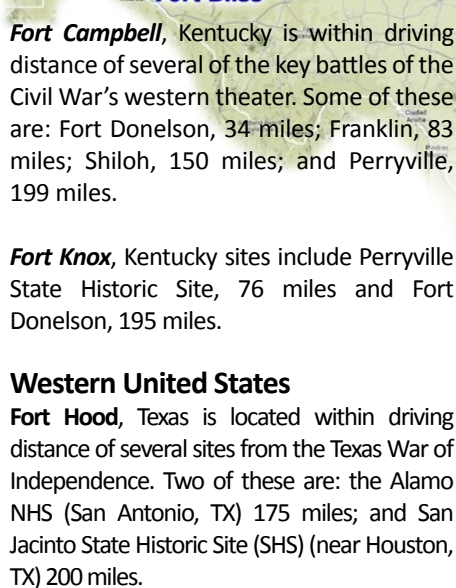 Fort Bliss
Fort Campbell, Kentucky is within driving
distance of several of the key battles of the
Civil War’s western theater. Some of these
are: Fort Donelson, 34 miles; Franklin, 83
miles; Shiloh, 150 miles; and Perryville,
199 miles.
Fort Knox, Kentucky sites include Perryville
State Historic Site, 76 miles and Fort
Donelson, 195 miles.
Western United States
Fort Hood, Texas is located within driving
distance of several sites from the Texas War of
Independence. Two of these are: the Alamo
NHS (San Antonio, TX) 175 miles; and San
Jacinto State Historic Site (SHS) (near Houston,
TX) 200 miles.